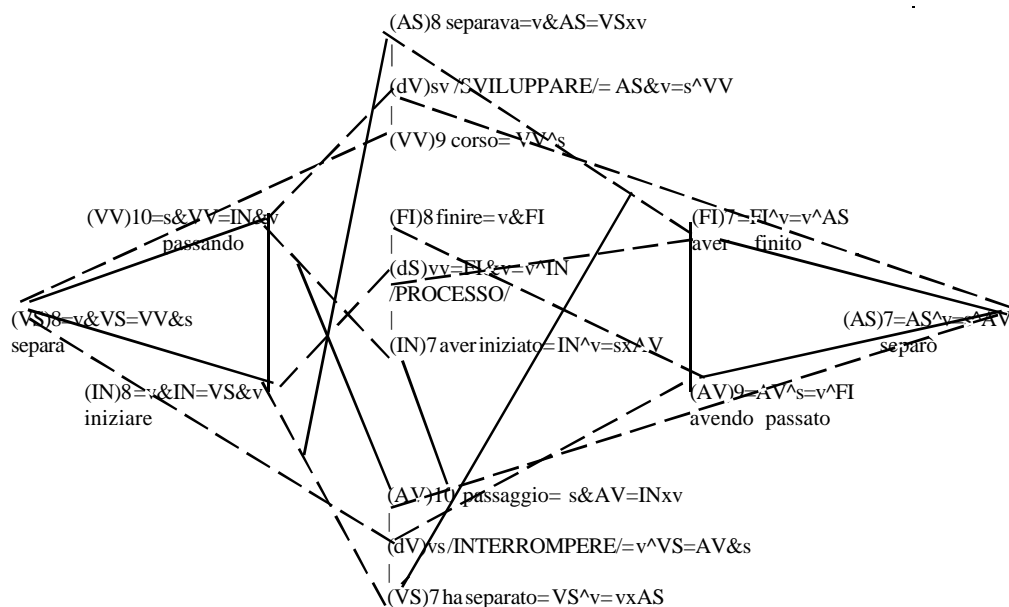 (AS)8 separava=v&AS=VSxv
(dV)sv /SVILUPPARE/= AS&v=s^VV
(VV)9 corso= VV^s
(VV)10=s&VV=IN&v
passando
(FI)8 finire= v&FI
(FI)7=FI^v=v^AS
aver finito
(dS)vv=FI&v=v^IN
/PROCESSO/
(VS)8=v&VS=VV&s
separa
(IN)7 aver iniziato=IN^v=sxAV
(AS)7=AS^v=s^AV
separò
(IN)8=v&IN=VS&v
iniziare
(AV)9=AV^s=v^FI
avendo passato
(AV)10 passaggio= s&AV=INxv
(dV)vs /INTERROMPERE/=v^VS=AV&s
(VS)7 ha separato=VS^v=vxAS